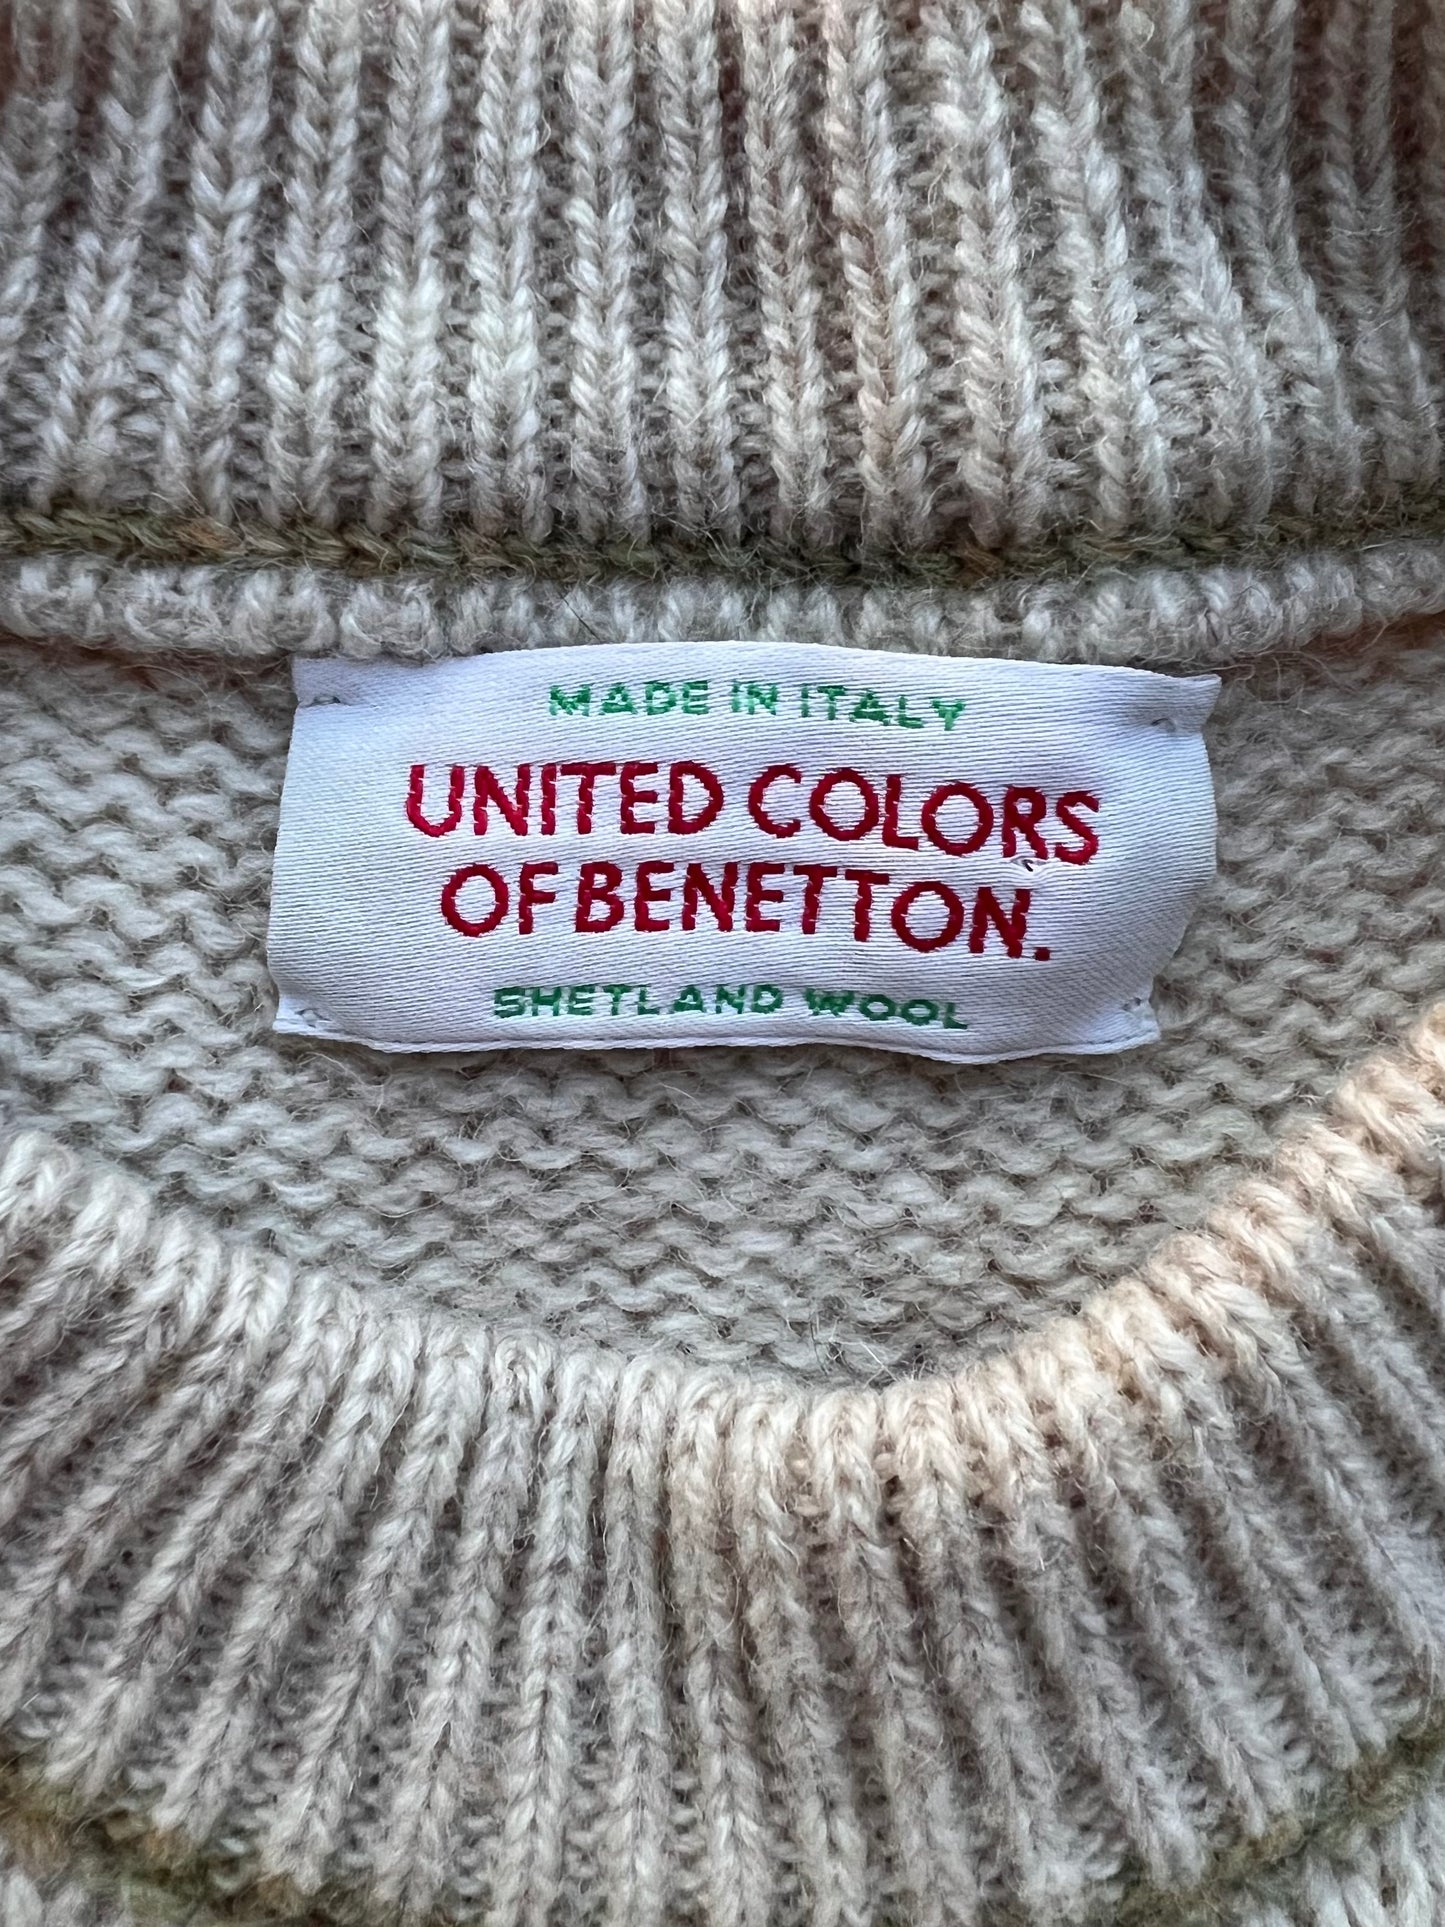 MADE IN ITALY
UNITED COLORS
OF BENETTON.
SHETLAND WOOL